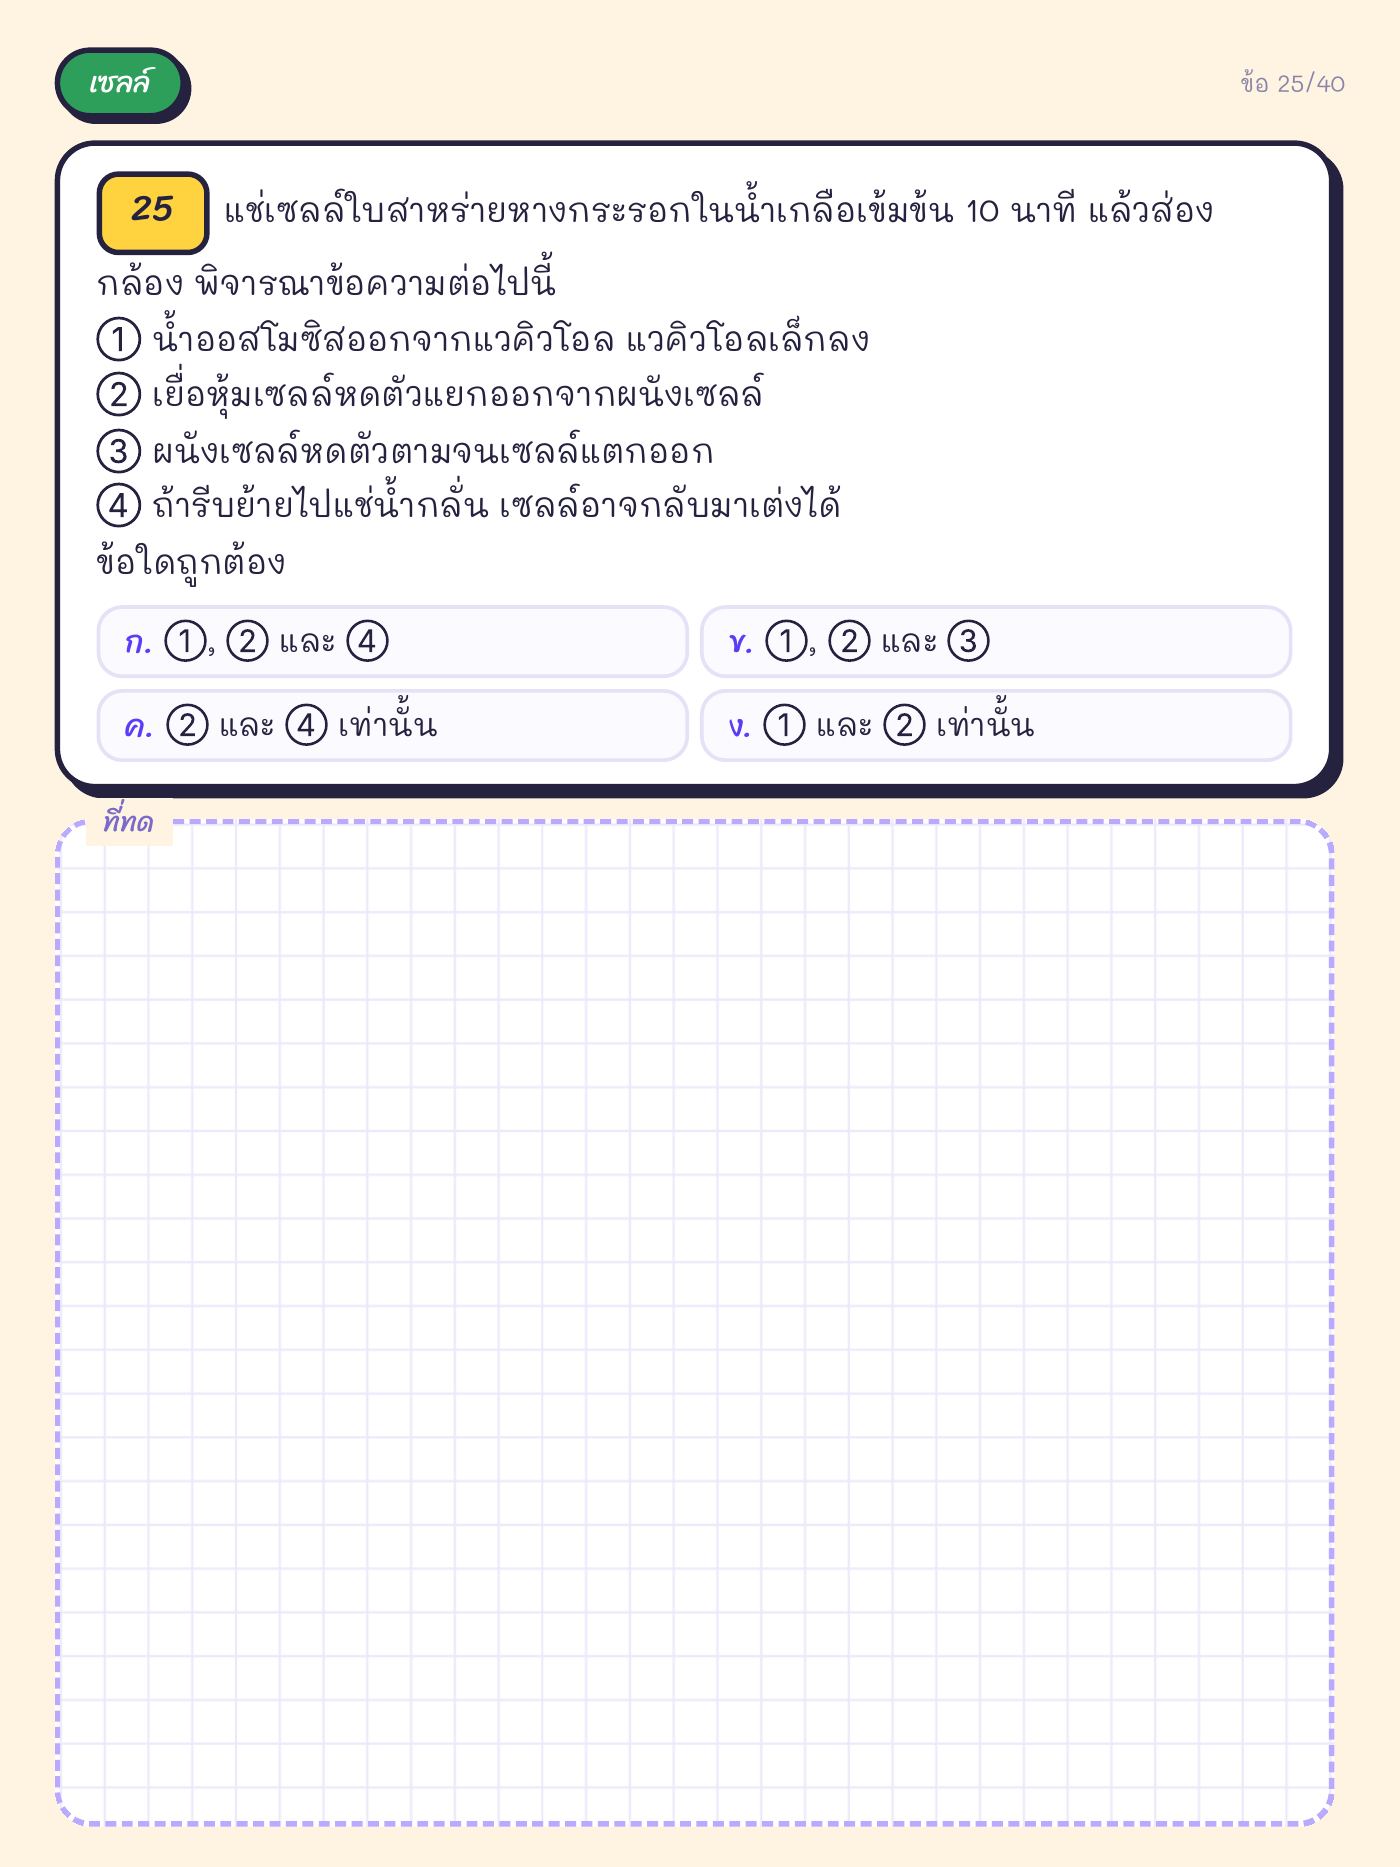 เซลล์
ข้อ 25/40
25 แช่เซลล์ใบสาหร่ายหางกระรอกในน้ำเกลือเข้มข้น 10 นาที แล้วส่อง
กล้อง พิจารณาข้อความต่อไปนี้
① น้ำออสโมซิสออกจากแวคิวโอล แวคิวโอลเล็กลง
② เยื่อหุ้มเซลล์หดตัวแยกออกจากผนังเซลล์
③ ผนังเซลล์หดตัวตามจนเซลล์แตกออก
④ ถ้ารีบย้ายไปแช่น้ำกลั่น เซลล์อาจกลับมาเต่งได้
ข้อใดถูกต้อง
ก. ①, ② และ ④
ข. ①, ② และ ③
ค. ② และ ④ เท่านั้น
ง. ① และ ② เท่านั้น
ที่ทด